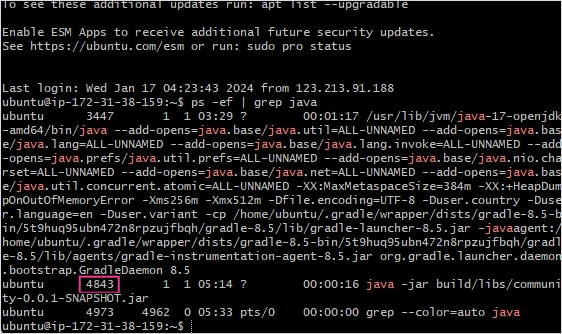 To see these additional updates run: apt list --upgradable
Enable ESM Apps to receive additional future security updates.
See https://ubuntu.com/esm or run: sudo pro status
Last login: Wed Jan 17 04:23:43 2024 from 123.213.91.188
ubuntu@ip-172-31-38-159:~$ ps -ef | grep java
ubuntu      3447       1  1 03:29 ?        00:01:17 /usr/lib/jvm/java-17-openjdk
-amd64/bin/java --add-opens=java.base/java.util=ALL-UNNAMED --add-opens=java.bas
e/java.lang=ALL-UNNAMED --add-opens=java.base/java.lang.invoke=ALL-UNNAMED --add
-opens=java.prefs/java.util.prefs=ALL-UNNAMED --add-opens=java.base/java.nio.cha
rset=ALL-UNNAMED --add-opens=java.base/java.net=ALL-UNNAMED --add-opens=java.bas
e/java.util.concurrent.atomic=ALL-UNNAMED -XX:MaxMetaspaceSize=384m -XX:+HeapDum
pOnOutOfMemoryError -Xms256m -Xmx512m -Dfile.encoding=UTF-8 -Duser.country -Duse
r.language=en -Duser.variant -cp /home/ubuntu/.gradle/wrapper/dists/gradle-8.5-b
in/5t9huq95ubn472n8rpzujfbqh/gradle-8.5/lib/gradle-launcher-8.5.jar -javaagent:/
home/ubuntu/.gradle/wrapper/dists/gradle-8.5-bin/5t9huq95ubn472n8rpzujfbqh/gradl
e-8.5/lib/agents/gradle-instrumentation-agent-8.5.jar org.gradle.launcher.daemon
.bootstrap.GradleDaemon 8.5
ubuntu      4843       1  1 05:14 ?        00:00:16 java -jar build/libs/communi
ty-0.0.1-SNAPSHOT.jar
ubuntu      4973    4962  0 05:33 pts/0    00:00:00 grep --color=auto java
ubuntu@ip-172-31-38-159:~$